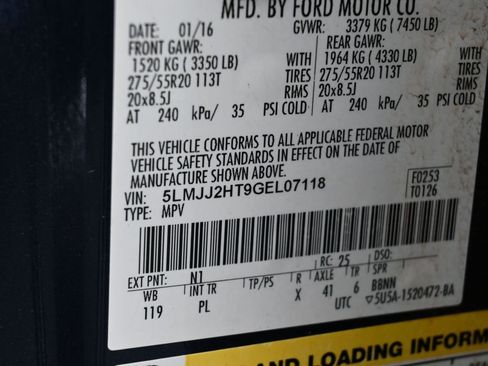 MFD. BY FORD MOTOR CO.
DATE: 01/16 GVWR: 3379 KG ( 7450 LB)
FRONT GAWR: REAR GAWR:
1520 KG ( 3350 LB) WITH 1964 KG ( 4330 LB)
275/55R20 113T TIRES 275/55R20 113T
20x8.5J RIMS 20x8.5J
AT 240 kPa/ 35 PSI COLD AT 240 kPa/ 35 PSI COLD
THIS VEHICLE CONFORMS TO ALL APPLICABLE FEDERAL MOTOR
VEHICLE SAFETY STANDARDS IN EFFECT ON THE DATE OF
MANUFACTURE SHOWN ABOVE.
VIN: 5LMJJ2HT9GEL07118 F0253
TYPE: MPV T0126
RC: 25 DSO:
EXT PNT: N1
WB INT TR TP/PS R AXLE TR SPR
119 PL X 41 6 BBNN
UTC ▽5U5A-1520472-BA
AND LOADING INFORM